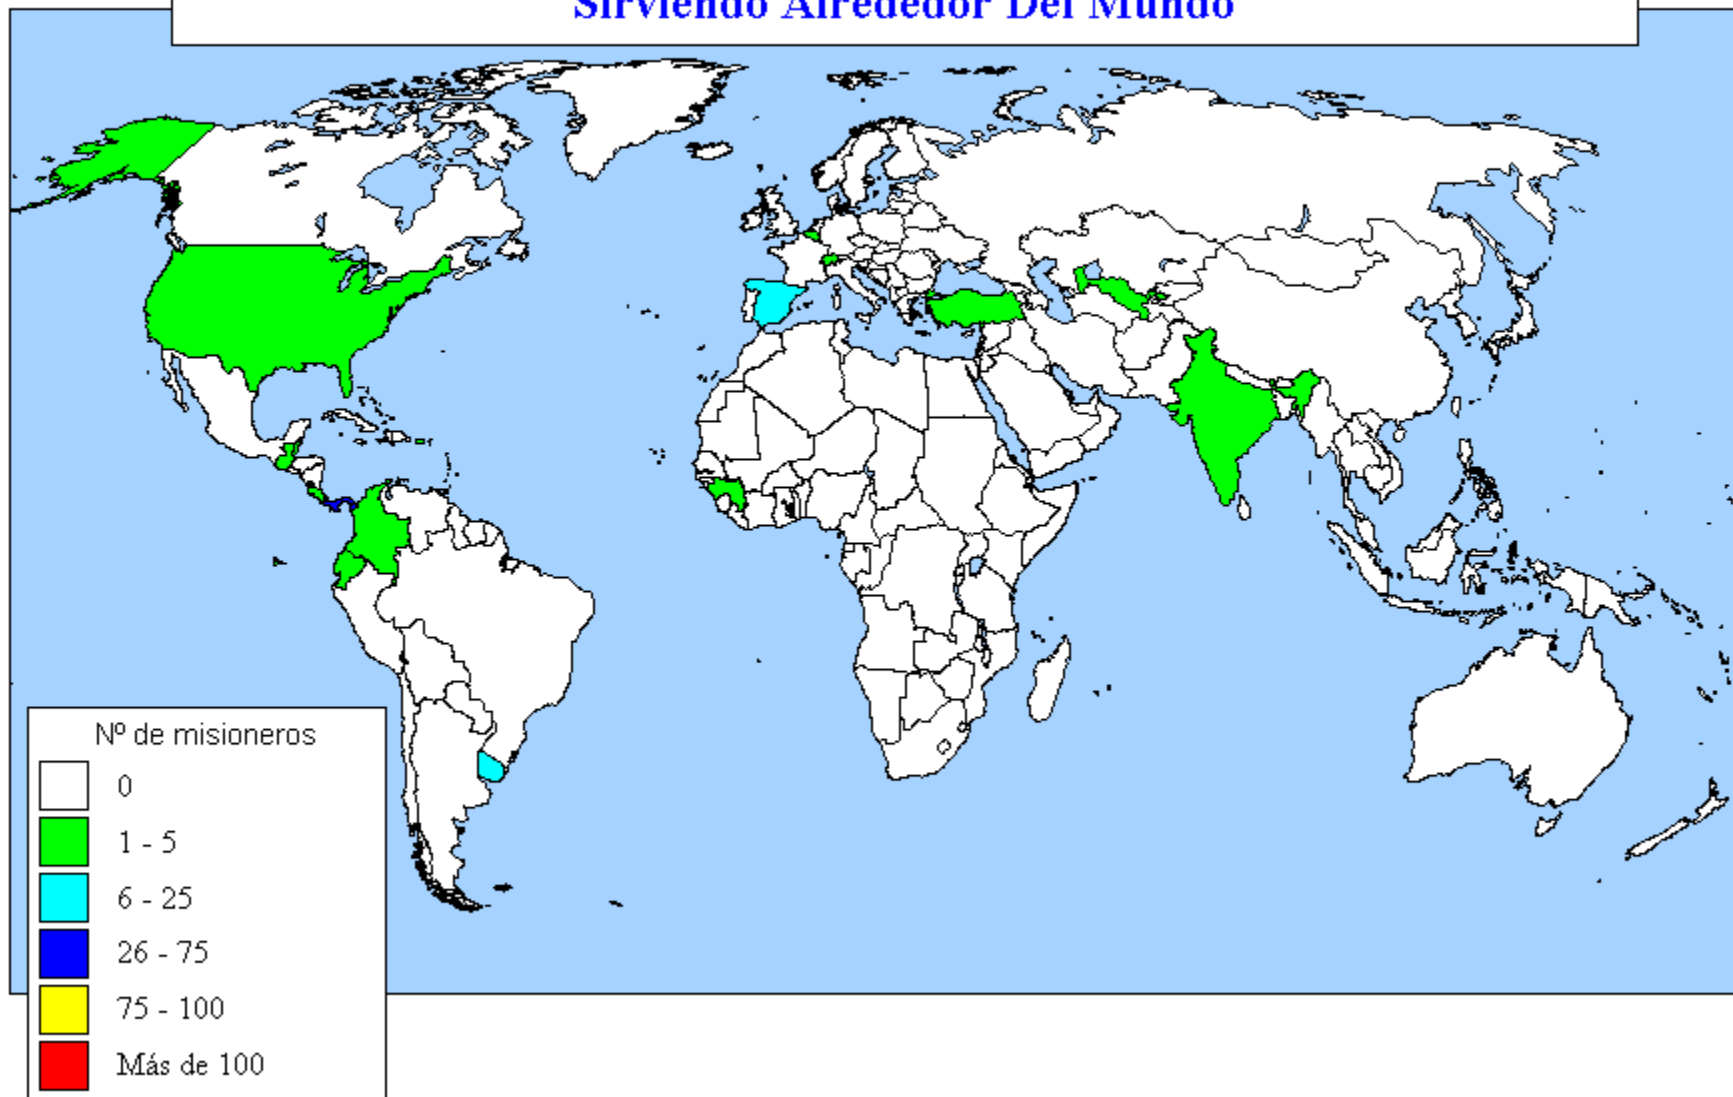 Sirviendo Alrededor Del Mundo
Nº de misioneros
0
1 - 5
6 - 25
26 - 75
75 - 100
Más de 100